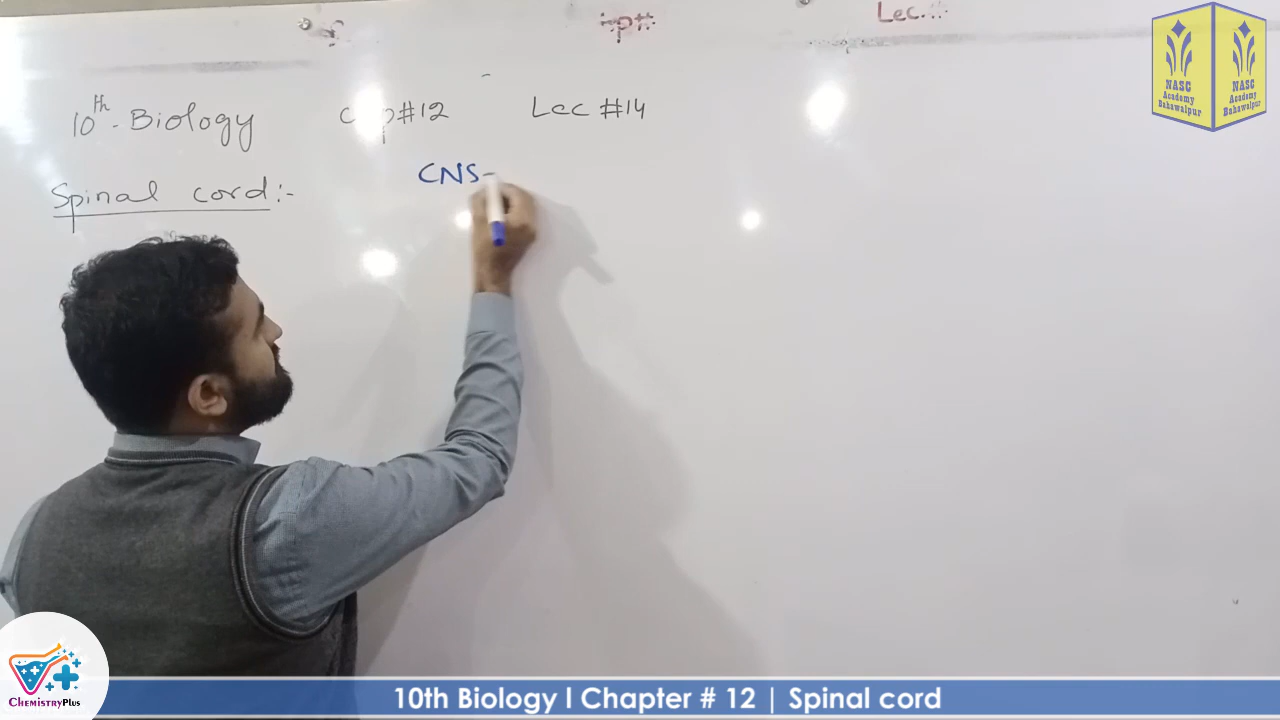 Lec.
10th. Biology #12 Lec #14
Spinal cord:-
CNS-
NASC Academy Bahawalpur NASC Academy Bahawalpur
CHEMISTRYPLUS
10th Biology l Chapter # 12 | Spinal cord